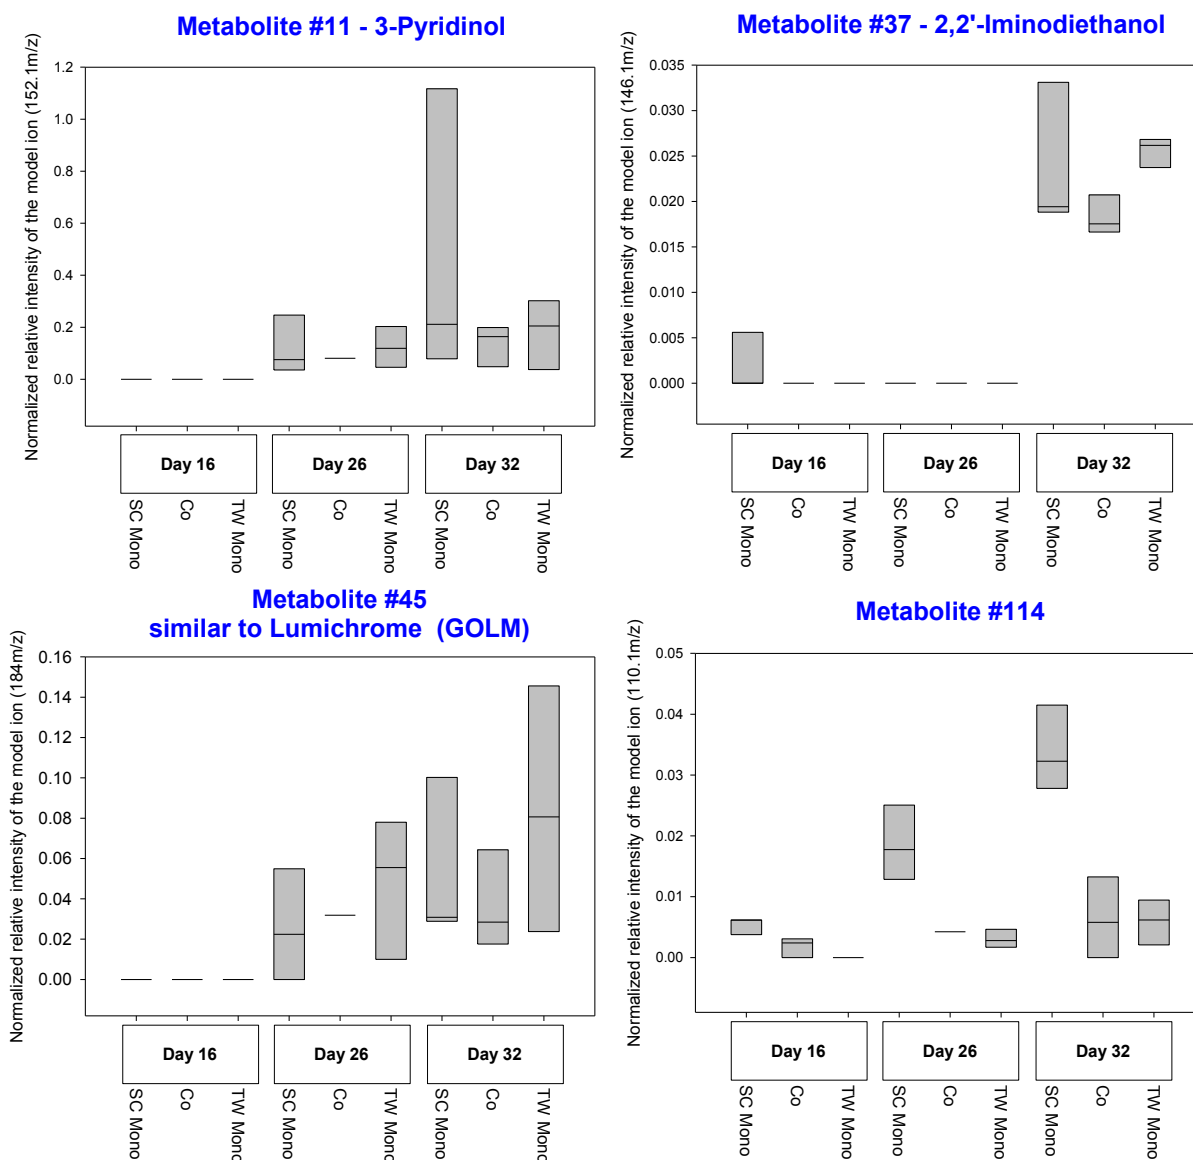 Metabolite #11 - 3-Pyridinol
Normalized relative intensity of the model ion (152.1m/z)
1.2
1.0
0.8
0.6
0.4
0.2
0.0
Day 16
Day 26
Day 32
SC Mono
Co
TW Mono
SC Mono
Co
TW Mono
SC Mono
Co
TW Mono
Metabolite #37 - 2,2'-Iminodiethanol
Normalized relative intensity of the model ion (146.1m/z)
0.035
0.030
0.025
0.020
0.015
0.010
0.005
0.000
Day 16
Day 26
Day 32
SC Mono
Co
TW Mono
SC Mono
Co
TW Mono
SC Mono
Co
TW Mono
Metabolite #45
similar to Lumichrome (GOLM)
Normalized relative intensity of the model ion (184m/z)
0.16
0.14
0.12
0.10
0.08
0.06
0.04
0.02
0.00
Day 16
Day 26
Day 32
SC Mono
Co
TW Mono
SC Mono
Co
TW Mono
SC Mono
Co
TW Mono
Metabolite #114
Normalized relative intensity of the model ion (110.1m/z)
0.05
0.04
0.03
0.02
0.01
0.00
Day 16
Day 26
Day 32
SC Mono
Co
TW Mono
SC Mono
Co
TW Mono
SC Mono
Co
TW Mono